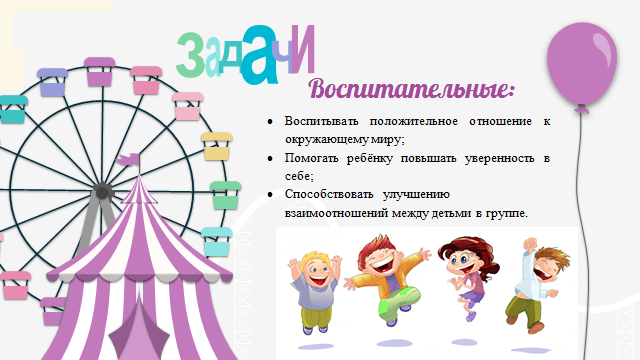 ЗадаЧИ
Воспитательные:
• Воспитывать положительное отношение к
окружающему миру;
• Помогать ребёнку повышать уверенность в
себе;
• Способствовать улучшению
взаимоотношений между детьми в группе.